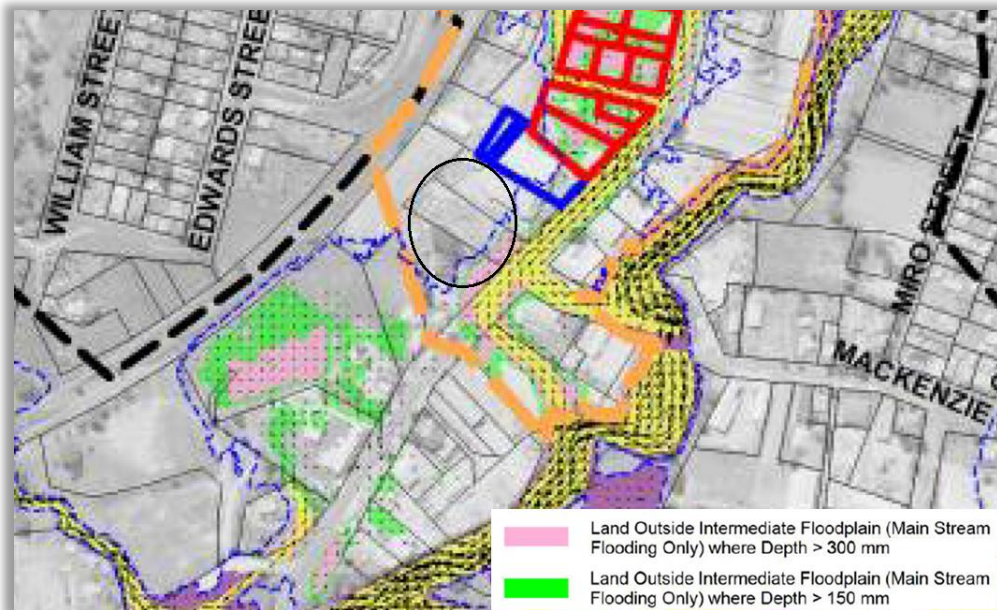 WILLIAM STREET
EDWARDS STREET
MIRO STREET
MACKENZIE
Land Outside Intermediate Floodplain (Main Stream
Flooding Only) where Depth > 300 mm
Land Outside Intermediate Floodplain (Main Stream
Flooding Only) where Depth > 150 mm